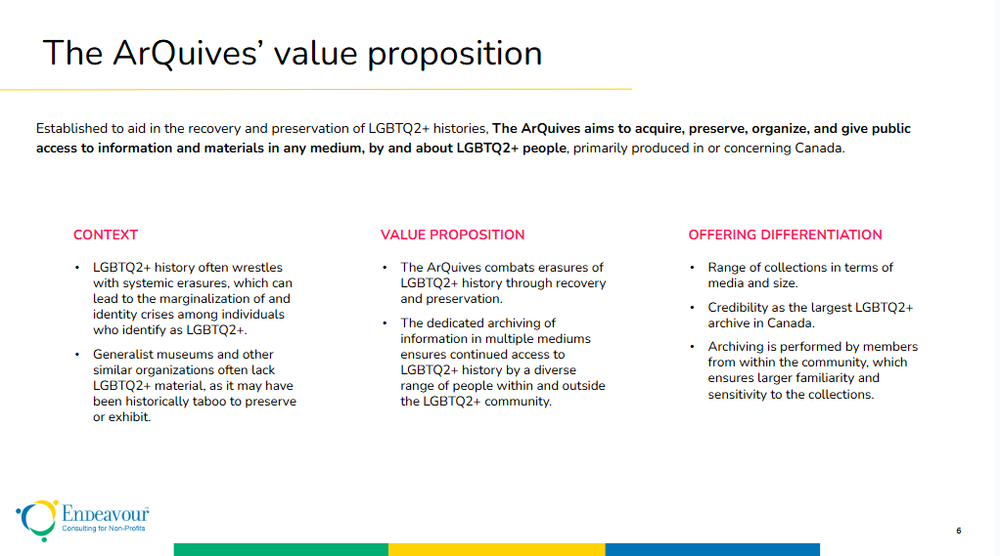 The ArQuives’ value proposition
Established to aid in the recovery and preservation of LGBTQ2+ histories, The ArQuives aims to acquire, preserve, organize, and give public
access to information and materials in any medium, by and about LGBTQ2+ people, primarily produced in or concerning Canada.
CONTEXT
• LGBTQ2+ history often wrestles
with systemic erasures, which can
lead to the marginalization of and
identity crises among individuals
who identify as LGBTQ2+.
• Generalist museums and other
similar organizations often lack
LGBTQ2+ material, as it may have
been historically taboo to preserve
or exhibit.
VALUE PROPOSITION
• The ArQuives combats erasures of
LGBTQ2+ history through recovery
and preservation.
• The dedicated archiving of
information in multiple mediums
ensures continued access to
LGBTQ2+ history by a diverse
range of people within and outside
the LGBTQ2+ community.
OFFERING DIFFERENTIATION
• Range of collections in terms of
media and size.
• Credibility as the largest LGBTQ2+
archive in Canada.
• Archiving is performed by members
from within the community, which
ensures larger familiarity and
sensitivity to the collections.
Endeavour
Consulting for Non-Profits
6